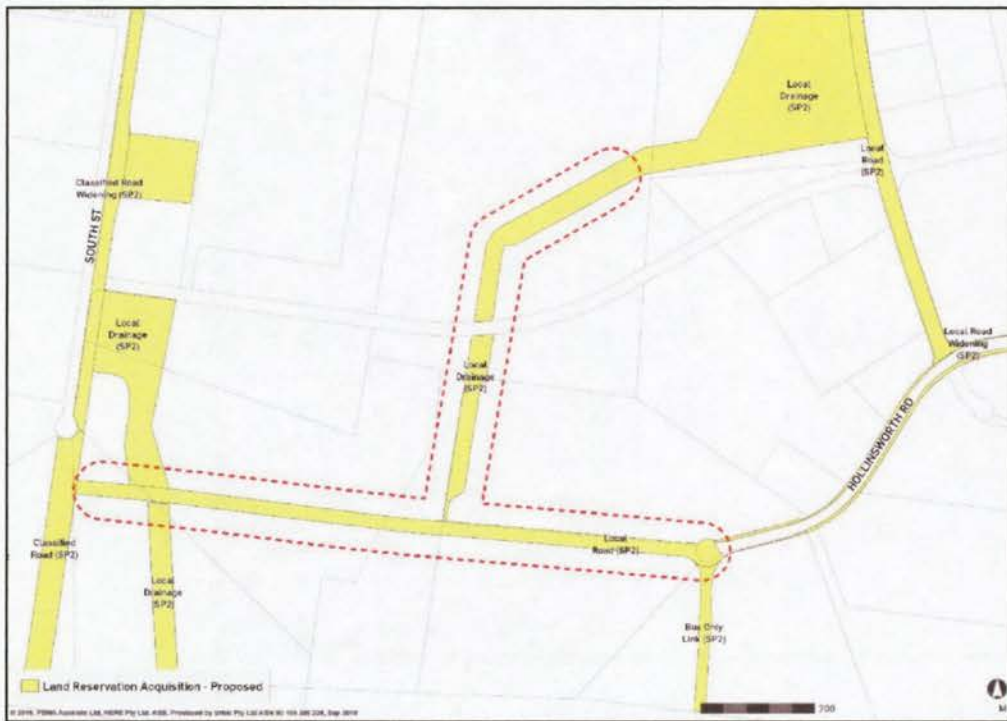 Local
Drainage
(SP2)
Local
Road
(SP2)
Classified Road
Widening (SP2)
SOUTH ST
Local
Drainage
(SP2)
Local Road
Widening
(SP2)
Local
Drainage
(SP2)
HOLLINSWORTH RD
Classified
Road (SP2)
Local
Road (SP2)
Local
Drainage
(SP2)
Bus Only
Link (SP2)
Land Reservation Acquisition - Proposed
200